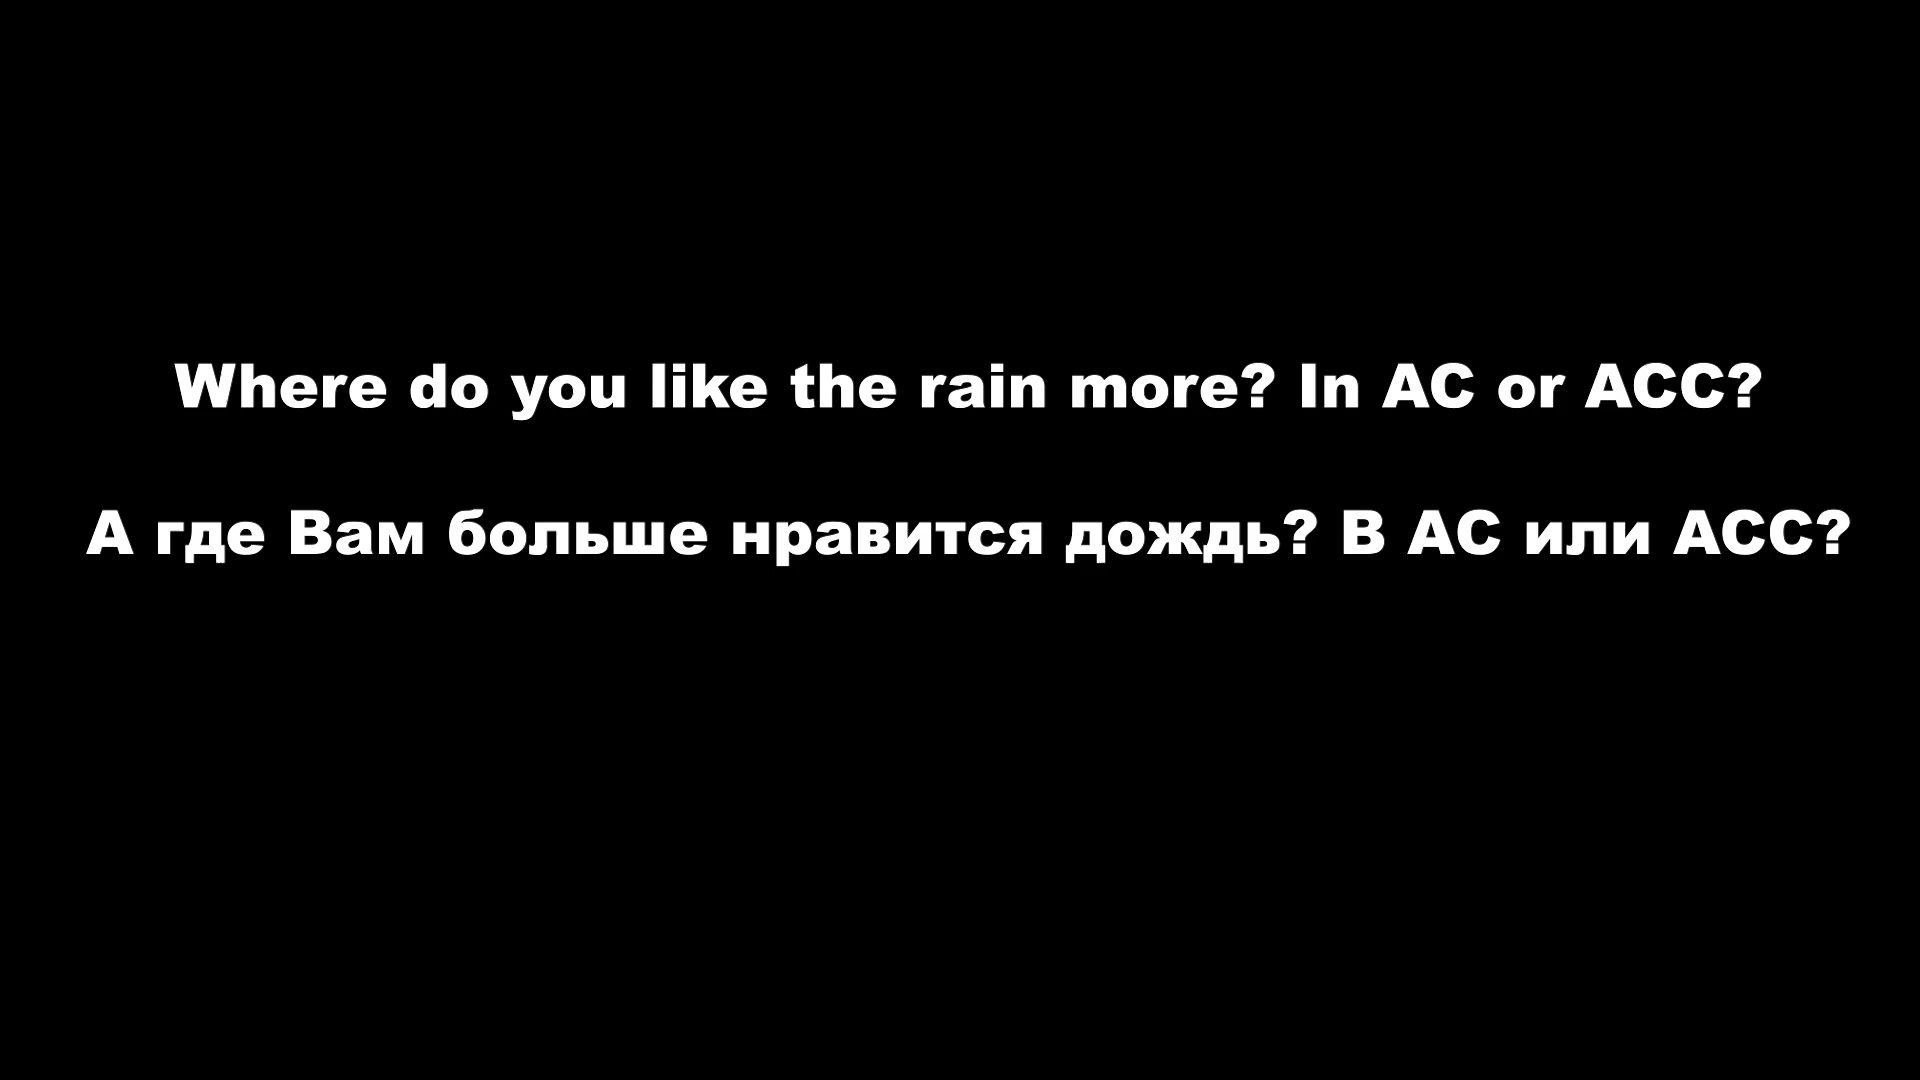 Where do you like the rain more? In AC or ACC?
А где Вам больше нравится дождь? В АС или АСС?